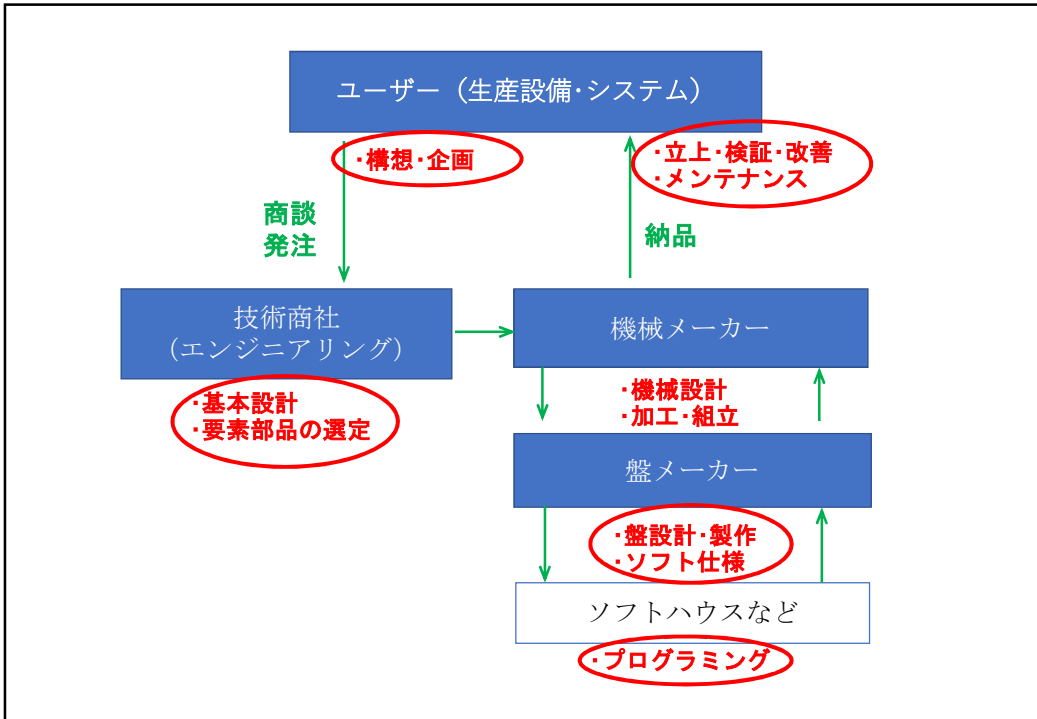 ユーザー（生産設備･システム）
･構想･企画
･立上･検証･改善
･メンテナンス
商談
発注
納品
技術商社
（エンジニアリング）
機械メーカー
･基本設計
･要素部品の選定
･機械設計
･加工･組立
盤メーカー
･盤設計･製作
･ソフト仕様
ソフトハウスなど
･プログラミング